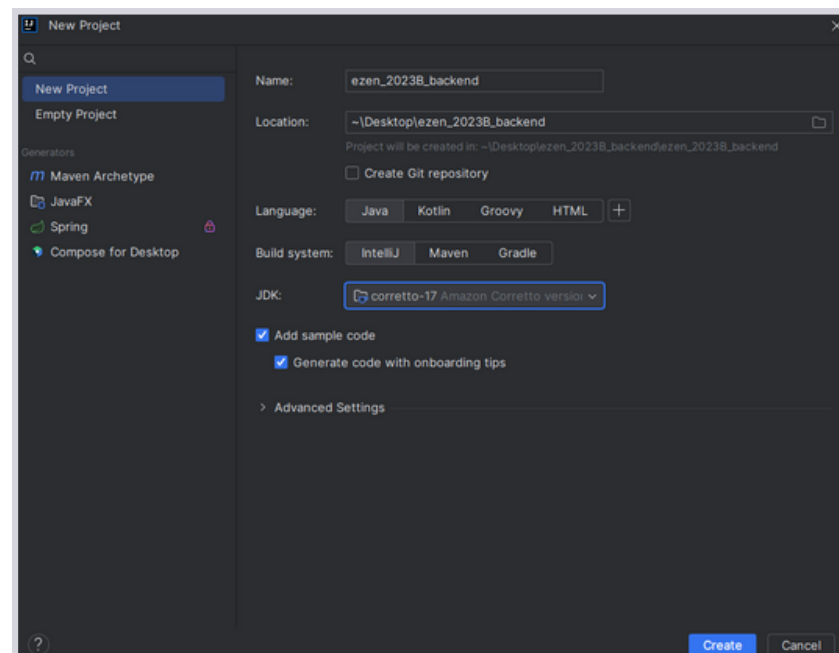 New Project
New Project
Empty Project
Generators
Maven Archetype
JavaFX
Spring
Compose for Desktop
Name: ezen_2023B_backend
Location: ~\Desktop\ezen_2023B_backend
Project will be created in: ~\Desktop\ezen_2023B_backend\ezen_2023B_backend
Create Git repository
Language: Java Kotlin Groovy HTML +
Build system: IntelliJ Maven Gradle
JDK: corretto-17 Amazon Corretto version
Add sample code
Generate code with onboarding tips
Advanced Settings
? Create Cancel